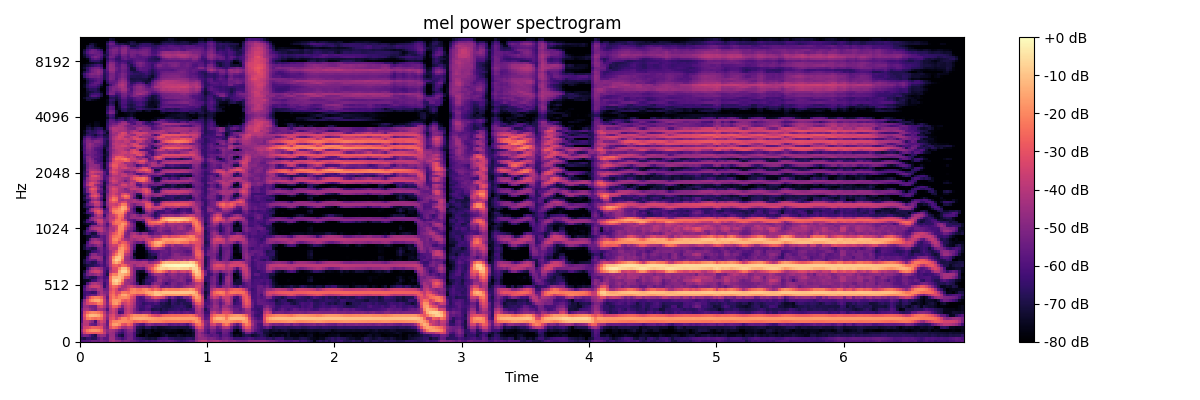 mel power spectrogram
8192
4096
2048
1024
512
0
Hz
0 1 2 3 4 5 6
Time
+0 dB
-10 dB
-20 dB
-30 dB
-40 dB
-50 dB
-60 dB
-70 dB
-80 dB